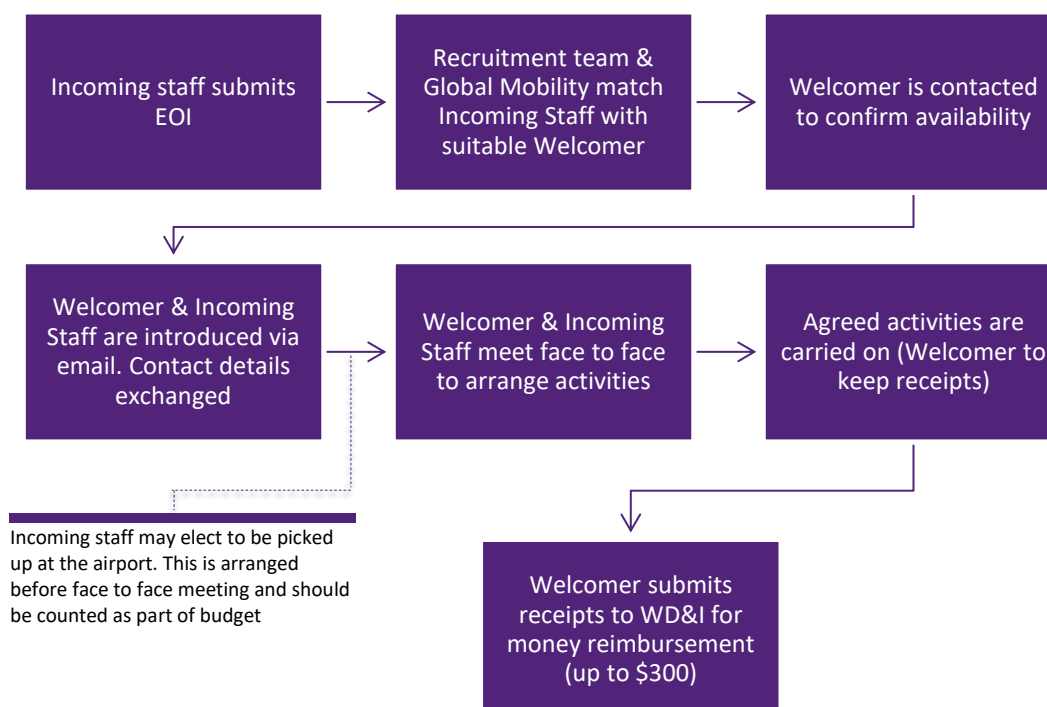 Incoming staff submits
EOI
Recruitment team &
Global Mobility match
Incoming Staff with
suitable Welcomer
Welcomer is contacted
to confirm availability
Welcomer & Incoming
Staff are introduced via
email. Contact details
exchanged
Welcomer & Incoming
Staff meet face to face
to arrange activities
Agreed activities are
carried on (Welcomer to
keep receipts)
Incoming staff may elect to be picked
up at the airport. This is arranged
before face to face meeting and should
be counted as part of budget
Welcomer submits
receipts to WD&I for
money reimbursement
(up to $300)